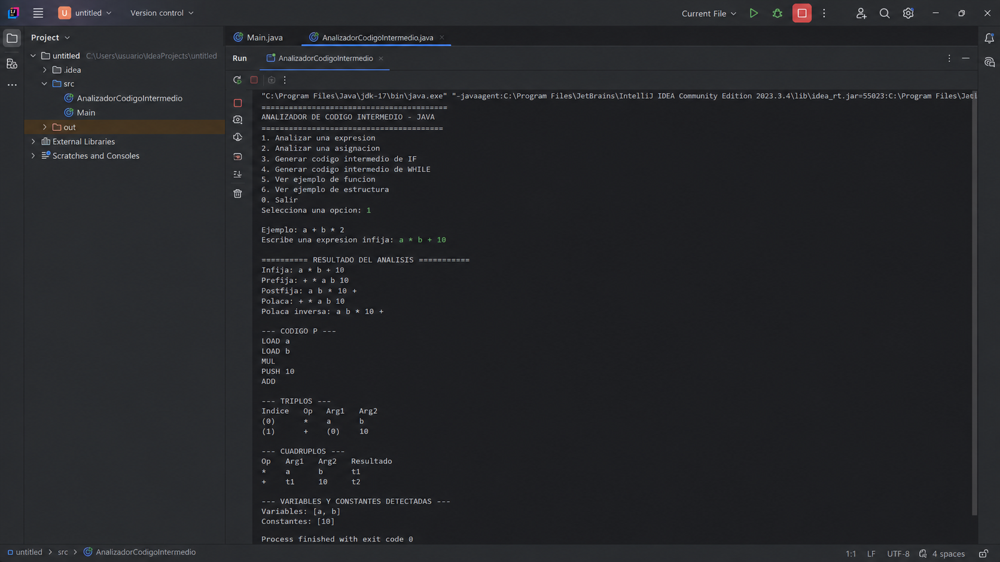 U untitled Version control Current File
Project Main.java AnalizadorCodigoIntermedio.java
untitled C:\Users\usuario\IdeaProjects\untitled
.idea
src
AnalizadorCodigoIntermedio
Main
out
External Libraries
Scratches and Consoles
Run AnalizadorCodigoIntermedio
"C:\Program Files\Java\jdk-17\bin\java.exe" "-javaagent:C:\Program Files\JetBrains\IntelliJ IDEA Community Edition 2023.3.4\lib\idea_rt.jar=55023:C:\Program Files\
=========================================
ANALIZADOR DE CODIGO INTERMEDIO - JAVA
========================================
1. Analizar una expresion
2. Analizar una asignacion
3. Generar codigo intermedio de IF
4. Generar codigo intermedio de WHILE
5. Ver ejemplo de funcion
6. Ver ejemplo de estructura
0. Salir
Selecciona una opcion: 1
Ejemplo: a + b * 2
Escribe una expresion infija: a * b + 10
========== RESULTADO DEL ANALISIS ===========
Infija: a * b + 10
Prefija: + * a b 10
Postfija: a b * 10 +
Polaca: + * a b 10
Polaca inversa: a b * 10 +
--- CODIGO P ---
LOAD a
LOAD b
MUL
PUSH 10
ADD
--- TRIPLOS ---
Indice Op Arg1 Arg2
(0) * a b
(1) + (0) 10
--- CUADRUPLOS ---
Op Arg1 Arg2 Resultado
* a b t1
+ t1 10 t2
--- VARIABLES Y CONSTANTES DETECTADAS ---
Variables: [a, b]
Constantes: [10]
Process finished with exit code 0
untitled > src > AnalizadorCodigoIntermedio 1:1 LF UTF-8 4 spaces